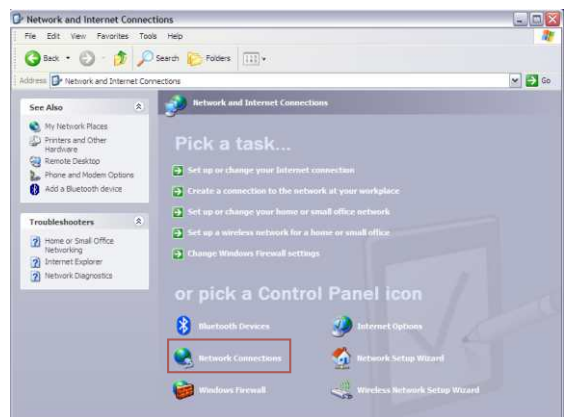 Network and Internet Connections
File Edit View Favorites Tools Help
Back Search Folders
Address Network and Internet Connections Go
See Also
My Network Places
Printers and Other
Hardware
Remote Desktop
Phone and Modem Options
Add a Bluetooth device
Troubleshooters
Home or Small Office
Networking
Internet Explorer
Network Diagnostics
Network and Internet Connections
Pick a task...
Set up or change your Internet connection
Create a connection to the network at your workplace
Set up or change your home or small office network
Set up a wireless network for a home or small office
Change Windows Firewall settings
or pick a Control Panel icon
Bluetooth Devices Internet Options
Network Connections Network Setup Wizard
Windows Firewall Wireless Network Setup Wizard